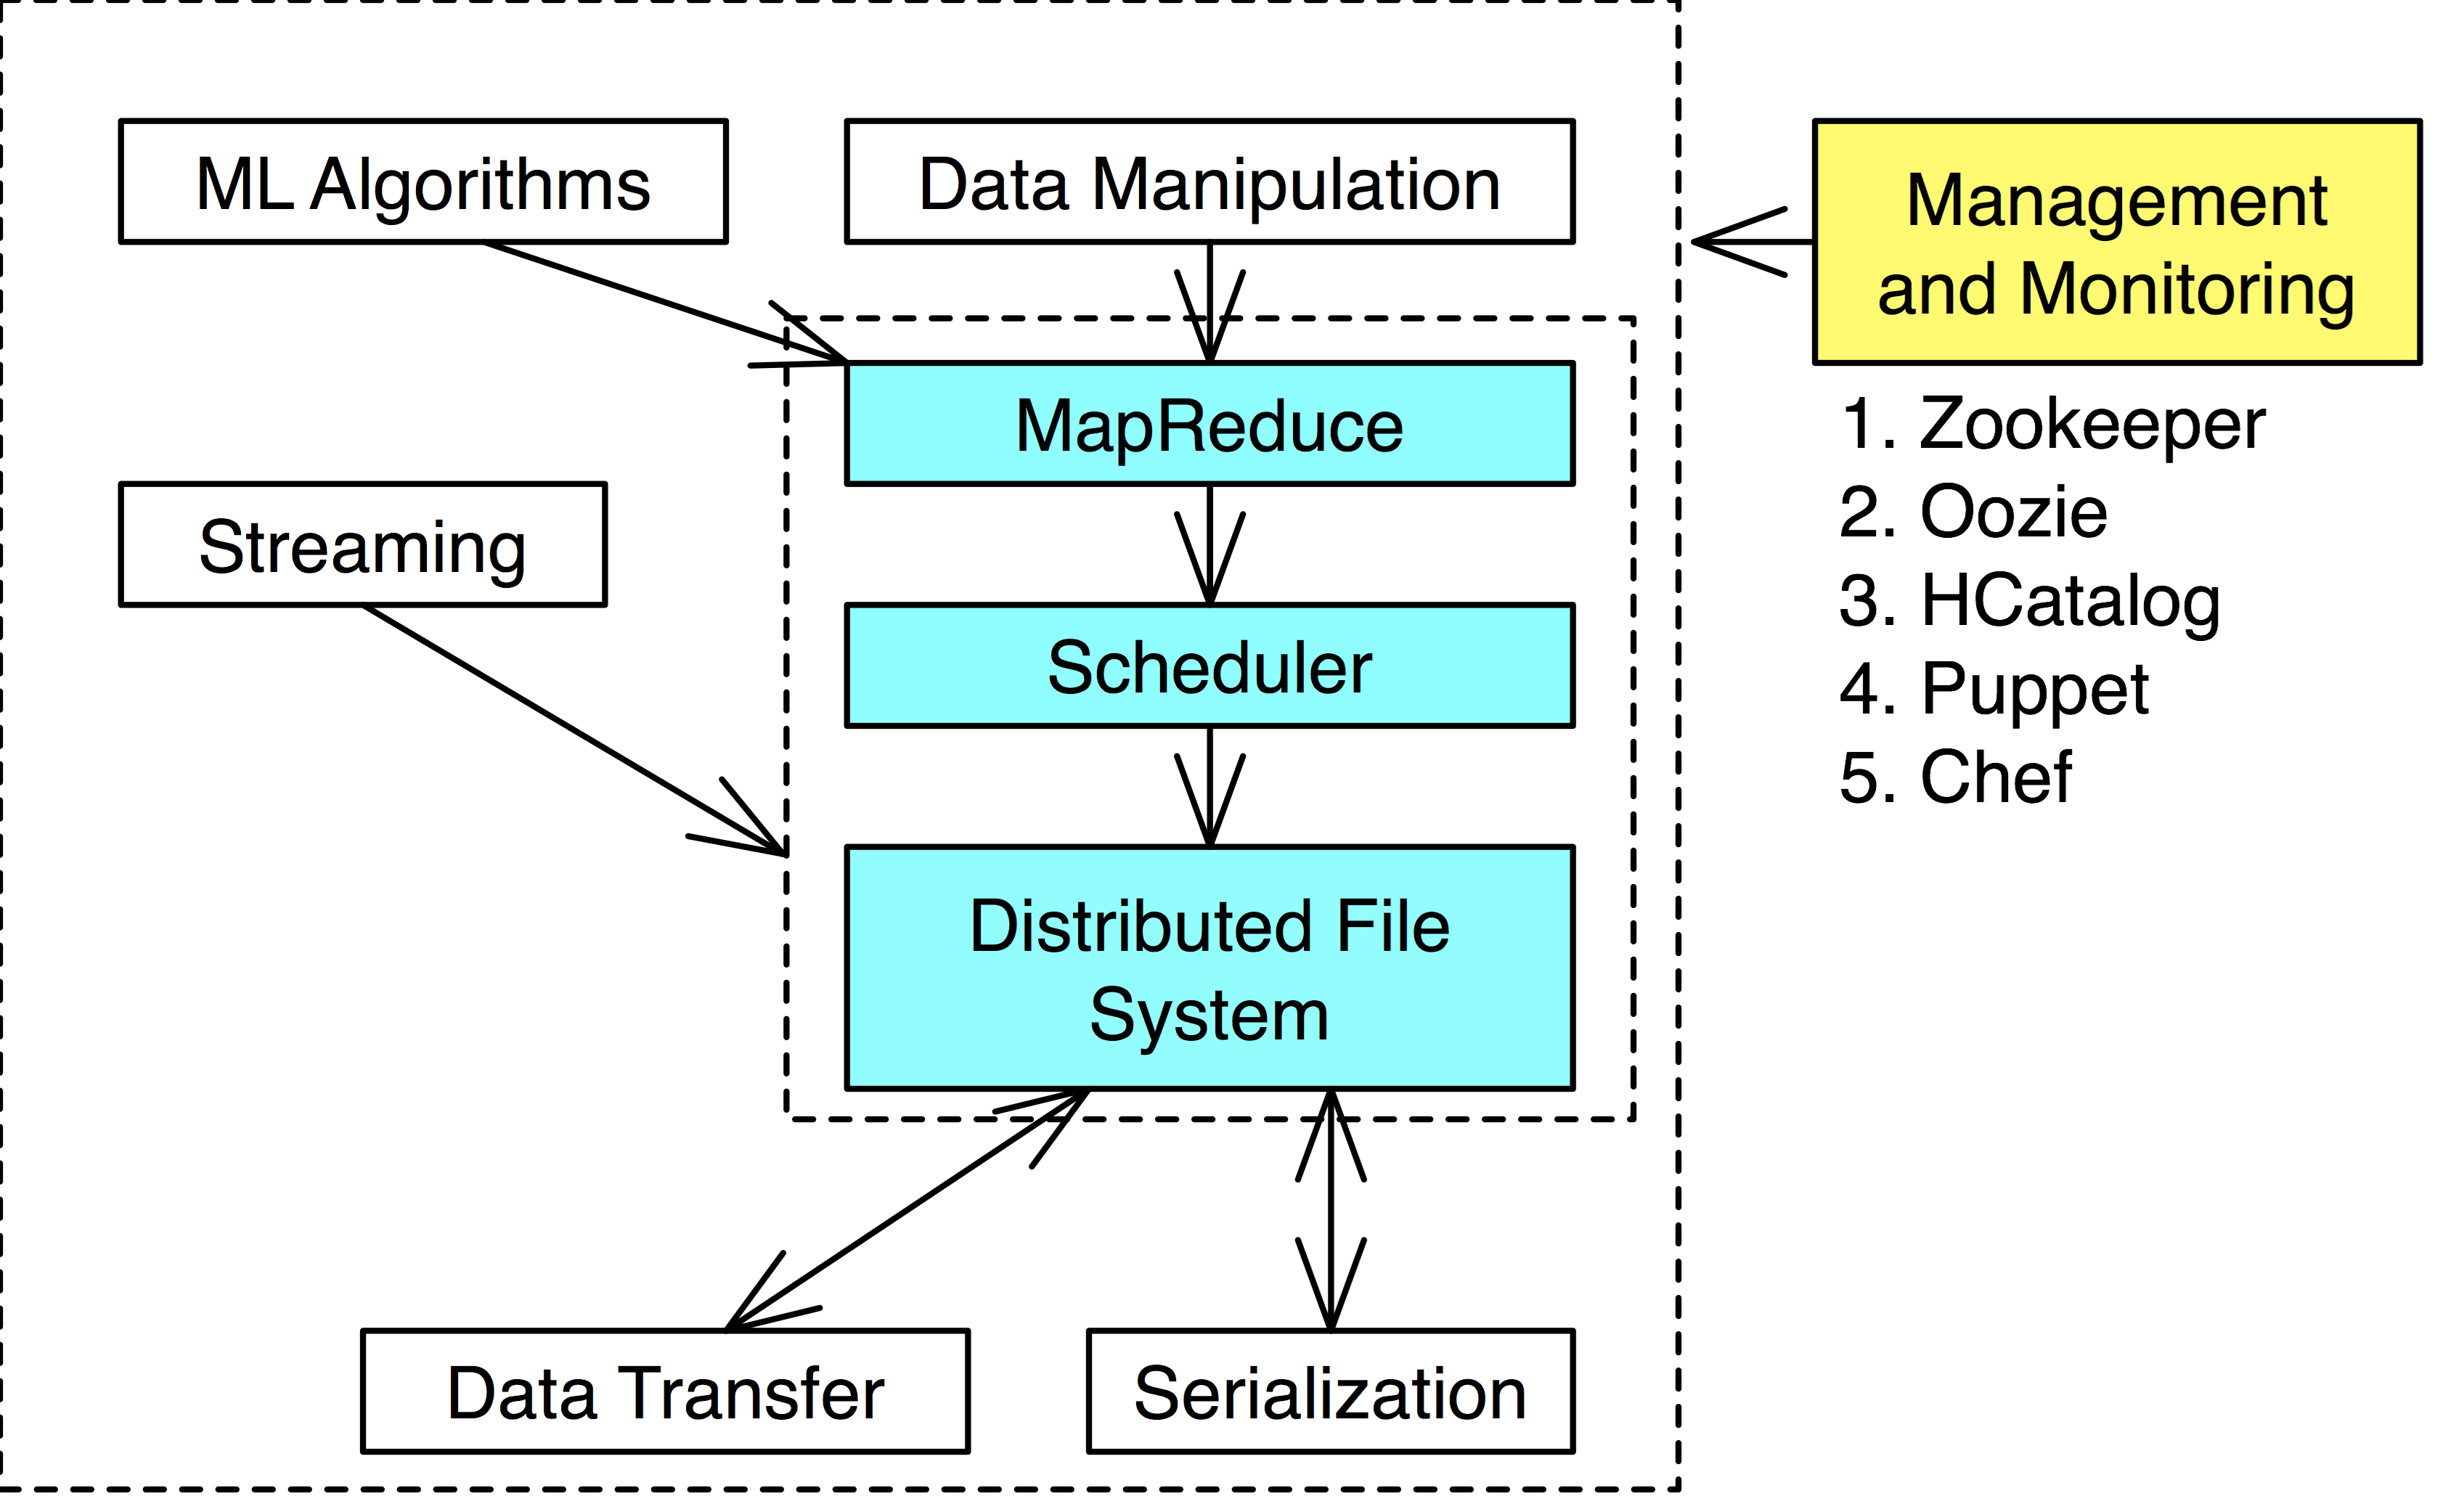 ML Algorithms
Data Manipulation
Management
and Monitoring
MapReduce
1. Zookeeper
2. Oozie
3. HCatalog
4. Puppet
5. Chef
Streaming
Scheduler
Distributed File
System
Data Transfer
Serialization